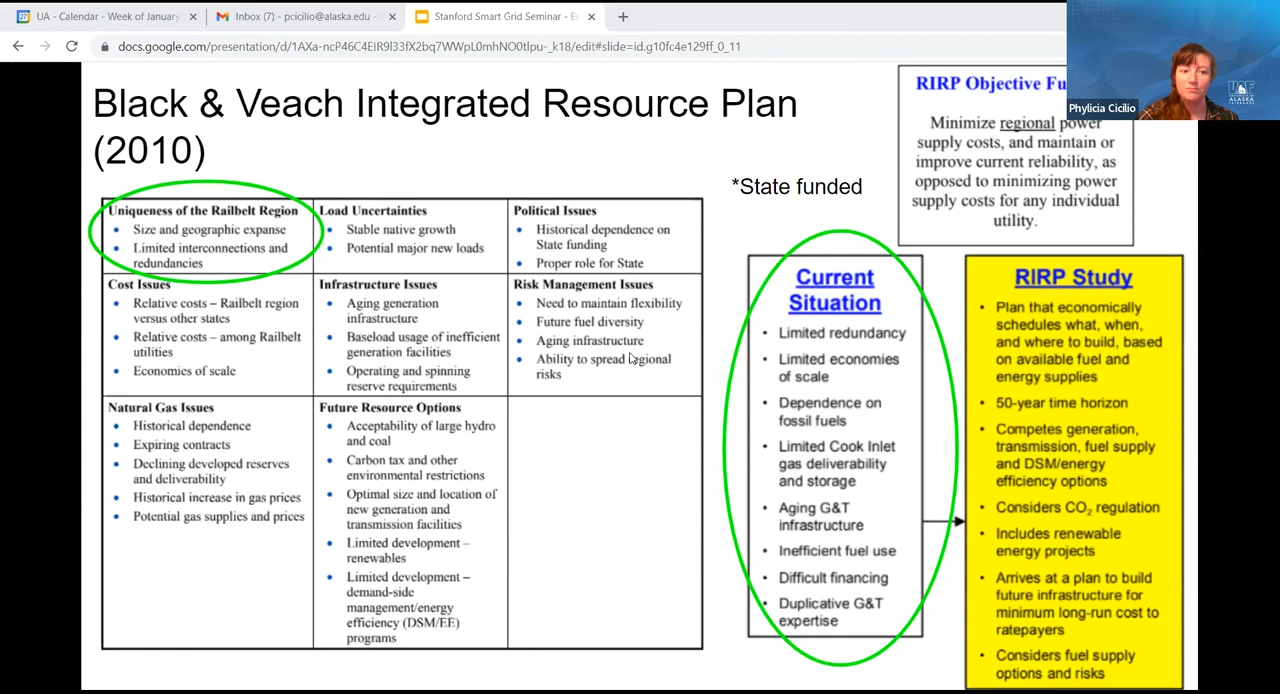 UA - Calendar - Week of January
Inbox (7) - pcicilio@alaska.edu -
Stanford Smart Grid Seminar - Ev
docs.google.com/presentation/d/1AXa-ncP46C4EIR9l33fX2bq7WWpL0mhNO0tlpu-_k18/edit#slide=id.g10fc4e129ff_0_11
Phylicia Cicilio
UAF
ALASKA
Black & Veach Integrated Resource Plan
(2010)
*State funded
RIRP Objective Fu
Minimize regional power
supply costs, and maintain or
improve current reliability, as
opposed to minimizing power
supply costs for any individual
utility.
Uniqueness of the Railbelt Region
• Size and geographic expanse
• Limited interconnections and
redundancies
Load Uncertainties
• Stable native growth
• Potential major new loads
Political Issues
• Historical dependence on
State funding
• Proper role for State
Cost Issues
• Relative costs – Railbelt region
versus other states
• Relative costs – among Railbelt
utilities
• Economies of scale
Infrastructure Issues
• Aging generation
infrastructure
• Baseload usage of inefficient
generation facilities
• Operating and spinning
reserve requirements
Risk Management Issues
• Need to maintain flexibility
• Future fuel diversity
• Aging infrastructure
• Ability to spread regional
risks
Natural Gas Issues
• Historical dependence
• Expiring contracts
• Declining developed reserves
and deliverability
• Historical increase in gas prices
• Potential gas supplies and prices
Future Resource Options
• Acceptability of large hydro
and coal
• Carbon tax and other
environmental restrictions
• Optimal size and location of
new generation and
transmission facilities
• Limited development –
renewables
• Limited development –
demand-side
management/energy
efficiency (DSM/EE)
programs
Current
Situation
• Limited redundancy
• Limited economies
of scale
• Dependence on
fossil fuels
• Limited Cook Inlet
gas deliverability
and storage
• Aging G&T
infrastructure
• Inefficient fuel use
• Difficult financing
• Duplicative G&T
expertise
RIRP Study
• Plan that economically
schedules what, when,
and where to build, based
on available fuel and
energy supplies
• 50-year time horizon
• Competes generation,
transmission, fuel supply
and DSM/energy
efficiency options
• Considers CO₂ regulation
• Includes renewable
energy projects
• Arrives at a plan to build
future infrastructure for
minimum long-run cost to
ratepayers
• Considers fuel supply
options and risks